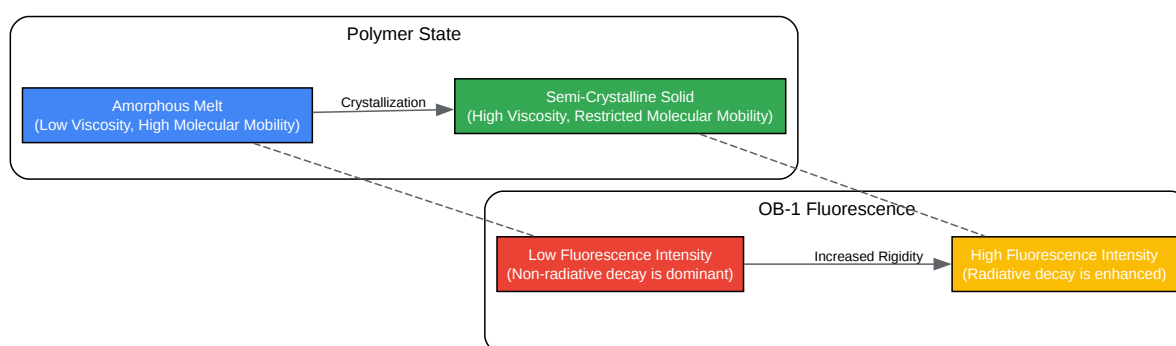 Polymer State
Amorphous Melt
(Low Viscosity, High Molecular Mobility)
Crystallization
Semi-Crystalline Solid
(High Viscosity, Restricted Molecular Mobility)
OB-1 Fluorescence
Low Fluorescence Intensity
(Non-radiative decay is dominant)
Increased Rigidity
High Fluorescence Intensity
(Radiative decay is enhanced)